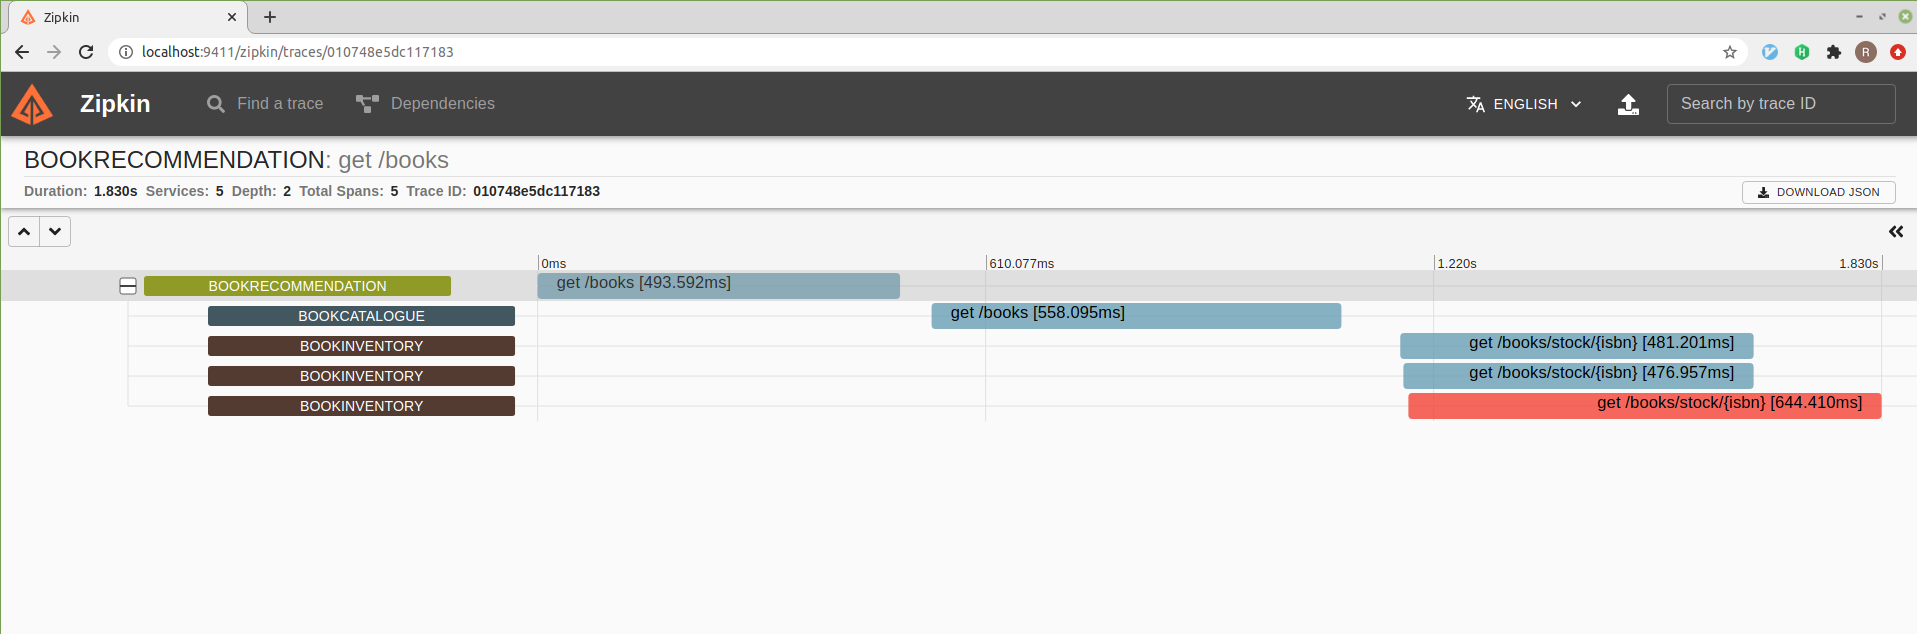 Zipkin
localhost:9411/zipkin/traces/010748e5dc117183
R
Zipkin Find a trace Dependencies ENGLISH Search by trace ID
BOOKRECOMMENDATION: get /books
Duration: 1.830s Services: 5 Depth: 2 Total Spans: 5 Trace ID: 010748e5dc117183 DOWNLOAD JSON
0ms 610.077ms 1.220s 1.830s
BOOKRECOMMENDATION get /books [493.592ms]
BOOKCATALOGUE get /books [558.095ms]
BOOKINVENTORY get /books/stock/{isbn} [481.201ms]
BOOKINVENTORY get /books/stock/{isbn} [476.957ms]
BOOKINVENTORY get /books/stock/{isbn} [644.410ms]